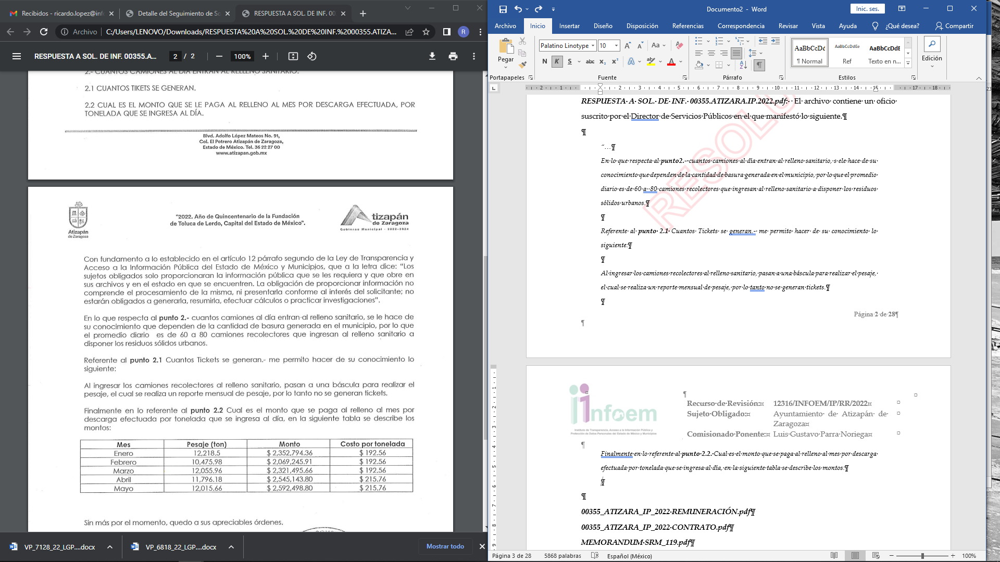 Recibidos - ricardo.lopez@inf
Detalle del Seguimiento de So
RESPUESTA A SOL. DE INF. 00
Archivo
C:/Users/LENOVO/Downloads/RESPUESTA%20A%20SOL.%20DE%20INF.%2000355.ATIZA...
R
RESPUESTA A SOL. DE INF. 00355.A...
2 / 2
100%
2.- CUANTOS CAMIONES AL DÍA ENTRAN AL RELLENO SANITARIO.
2.1 CUANTOS TIKETS SE GENERAN.
2.2 CUAL ES EL MONTO QUE SE LE PAGA AL RELLENO AL MES POR DESCARGA EFECTUADA, POR
TONELADA QUE SE INGRESA AL DÍA.
Blvd. Adolfo López Mateos No. 91,
Col. El Potrero Atizapán de Zaragoza,
Estado de México. Tel. 36 22 27 00
www.atizapan.gob.mx
Atizapán
de Zaragoza
"2022. Año de Quincentenario de la Fundación
de Toluca de Lerdo, Capital del Estado de México".
tizapán
de Zaragoza
Gobierno Municipal · 2022-2024
Con fundamento a lo establecido en el artículo 12 párrafo segundo de la Ley de Transparencia y
Acceso a la Información Pública del Estado de México y Municipios, que a la letra dice: "Los
sujetos obligados solo proporcionaran la información pública que se les requiera y que obre en
sus archivos y en el estado en que se encuentren. La obligación de proporcionar información no
comprende el procesamiento de la misma, ni presentarla conforme al interés del solicitante; no
estarán obligados a generarla, resumirla, efectuar cálculos o practicar investigaciones".
En lo que respecta al punto 2.- cuantos camiones al día entran al relleno sanitario, se le hace de
su conocimiento que dependen de la cantidad de basura generada en el municipio, por lo que
el promedio diario es de 60 a 80 camiones recolectores que ingresan al relleno sanitario a
disponer los residuos sólidos urbanos.
Referente al punto 2.1 Cuantos Tickets se generan.- me permito hacer de su conocimiento lo
siguiente:
Al ingresar los camiones recolectores al relleno sanitario, pasan a una báscula para realizar el
pesaje, el cual se realiza un reporte mensual de pesaje, por lo tanto no se generan tickets.
Finalmente en lo referente al punto 2.2 Cual es el monto que se paga al relleno al mes por
descarga efectuada por tonelada que se ingresa al día, en la siguiente tabla se describe los
montos:
Mes Pesaje (ton) Monto Costo por tonelada
Enero 12,218.5 $ 2,352,794.36 $ 192.56
Febrero 10,475.98 $ 2,069,245.91 $ 192.56
Marzo 12,055.96 $ 2,321,495.66 $ 192.56
Abril 11,796.18 $ 2,545,143.80 $ 215.76
Mayo 12,015.66 $ 2,592,498.80 $ 215.76
Sin más por el momento, quedo a sus apreciables órdenes.
VP_7128_22_LGP....docx
VP_6818_22_LGP....docx
Mostrar todo
Documento2 - Word
Inic. ses.
Archivo Inicio Insertar Diseño Disposición Referencias Correspondencia Revisar Vista Ayuda ¿Qué desea? Compartir
Pegar
Portapapeles
Palatino Linotype 10
A A Aa
N K S abc x₂ x² A ab A
Fuente
Párrafo
AaBbCcDd AaBbCcDdEe AaBbCcDdE
¶ Normal Ref Texto en n...
Estilos
Edición
2 1 1 2 3 4 5 6 7 8 9 10 11 12 13 14 15 17 18
RESPUESTA·A·SOL.·DE·INF.·00355.ATIZARA.IP.2022.pdf:··El·archivo·contiene·un·oficio·
suscrito·por·el·Director·de·Servicios·Públicos·en·el·que·manifestó·lo·siguiente.¶
¶
"…¶
En·lo·que·respecta·al·punto2.-·cuantos·camiones·al·día·entran·al·relleno·sanitario,·s·ele·hace·de·su·
conocimiento·que·dependen·de·la·cantidad·de·basura·generada·en·el·municipio,·por·lo·que·el·promedio·
diario·es·de·60·a··80·camiones·recolectores·que·ingresan·al·relleno·sanitario·a·disponer·los·residuos·
sólidos·urbanos.¶
¶
Referente·al·punto·2.1·Cuantos·Tickets·se·generan.-·me·permito·hacer·de·su·conocimiento·lo·
siguiente:¶
¶
Al·ingresar·los·camiones·recolectores·al·relleno·sanitario,·pasan·a·una·báscula·para·realizar·el·pesaje,·
el·cual·se·realiza·un·reporte·mensual·de·pesaje,·por·lo·tanto·no·se·generan·tickets.¶
¶
RESOLU
Página·2·de·28¶
¶
infoem
Instituto de Transparencia, Acceso a la Información Pública y
Protección de Datos Personales del Estado de México y Municipios
¶
Recurso·de·Revisión:¤ 12316/INFOEM/IP/RR/2022¤
Sujeto·Obligado:¤ Ayuntamiento·de·Atizapán·de·
Zaragoza¤
Comisionado·Ponente:¤ Luis·Gustavo·Parra·Noriega¤
¶
Finalmente·en·lo·referente·al·punto·2.2.·Cual·es·el·monto·que·se·paga·al·relleno·al·mes·por·descarga·
efectuada·por·tonelada·que·se·ingresa·al·día,·en·la·siguiente·tabla·se·describe·los·montos:¶
¶
¶
00355_ATIZARA_IP_2022·REMUNERACIÓN.pdf¶
00355_ATIZARA_IP_2022·CONTRATO.pdf¶
MEMORANDUM·SRM_119.pdf¶
Página 3 de 28 5868 palabras Español (México) 100%